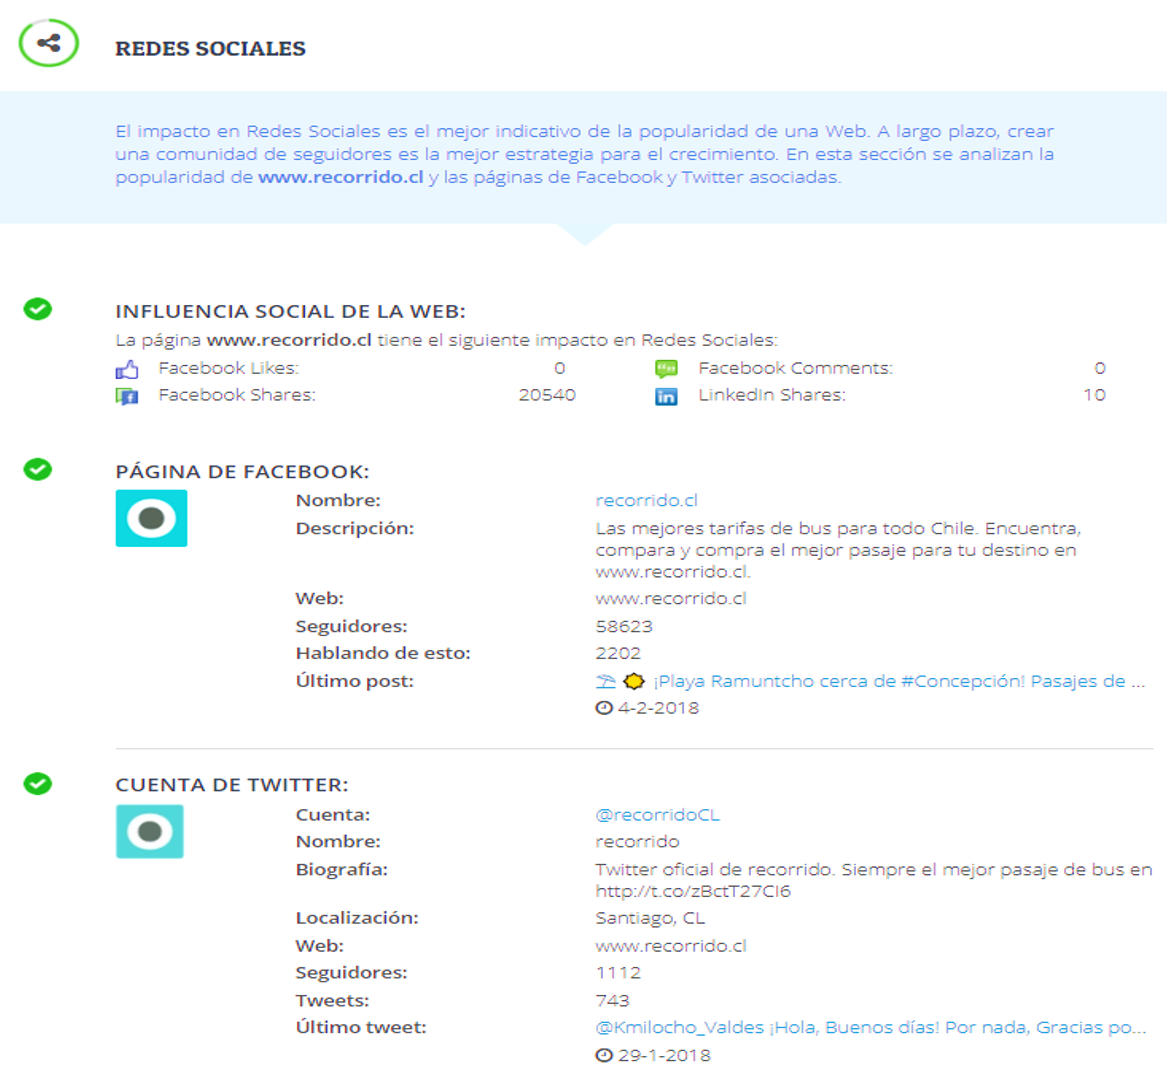 REDES SOCIALES
El impacto en Redes Sociales es el mejor indicativo de la popularidad de una Web. A largo plazo, crear
una comunidad de seguidores es la mejor estrategia para el crecimiento. En esta sección se analizan la
popularidad de www.recorrido.cl y las páginas de Facebook y Twitter asociadas.
INFLUENCIA SOCIAL DE LA WEB:
La página www.recorrido.cl tiene el siguiente impacto en Redes Sociales:
Facebook Likes: 0 Facebook Comments: 0
Facebook Shares: 20540 LinkedIn Shares: 10
PÁGINA DE FACEBOOK:
Nombre: recorrido.cl
Descripción: Las mejores tarifas de bus para todo Chile. Encuentra,
compara y compra el mejor pasaje para tu destino en
www.recorrido.cl.
Web: www.recorrido.cl
Seguidores: 58623
Hablando de esto: 2202
Último post: ¡Playa Ramuntcho cerca de #Concepción! Pasajes de ...
4-2-2018
CUENTA DE TWITTER:
Cuenta: @recorridoCL
Nombre: recorrido
Biografía: Twitter oficial de recorrido. Siempre el mejor pasaje de bus en
http://t.co/zBctT27CI6
Localización: Santiago, CL
Web: www.recorrido.cl
Seguidores: 1112
Tweets: 743
Último tweet: @Kmilocho_Valdes ¡Hola, Buenos días! Por nada, Gracias po...
29-1-2018